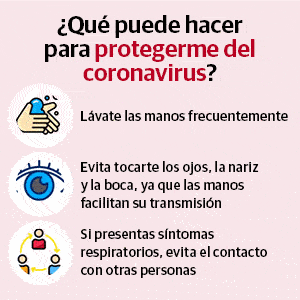 ¿Qué puede hacer
para protegerme del
coronavirus?
Lávate las manos frecuentemente
Evita tocarte los ojos, la nariz
y la boca, ya que las manos
facilitan su transmisión
Si presentas síntomas
respiratorios, evita el contacto
con otras personas